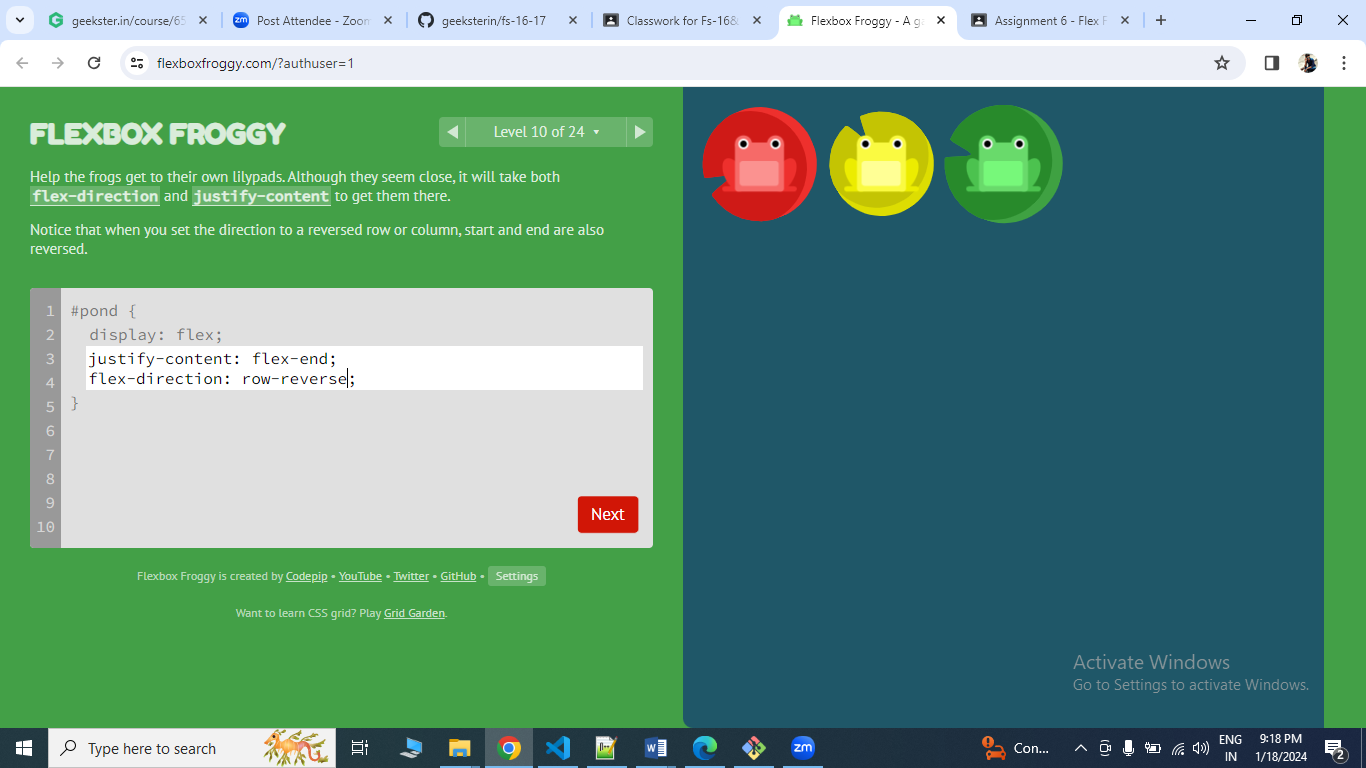 geekster.in/course/65
Post Attendee - Zoom
geeksterin/fs-16-17
Classwork for Fs-16&
Flexbox Froggy - A g
Assignment 6 - Flex F
flexboxfroggy.com/?authuser=1
FLEXBOX FROGGY
Level 10 of 24
Help the frogs get to their own lilypads. Although they seem close, it will take both
flex-direction and justify-content to get them there.
Notice that when you set the direction to a reversed row or column, start and end are also
reversed.
1 #pond {
2 display: flex;
3 justify-content: flex-end;
4 flex-direction: row-reverse;
5 }
6
7
8
9
10
Next
Flexbox Froggy is created by Codepip • YouTube • Twitter • GitHub • Settings
Want to learn CSS grid? Play Grid Garden.
Activate Windows
Go to Settings to activate Windows.
Type here to search
zm
Con...
ENG
IN
9:18 PM
1/18/2024
2